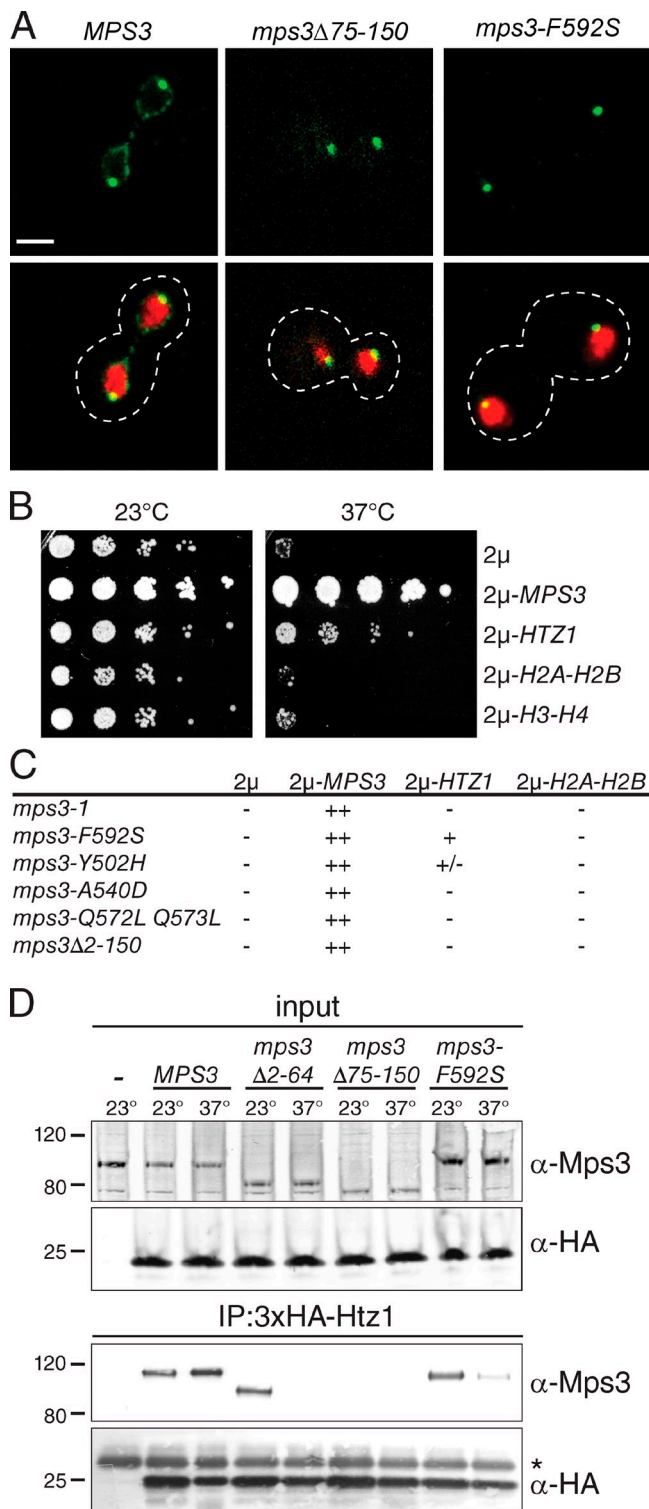 A
MPS3 mps3Δ75-150 mps3-F592S
B
23°C 37°C
2μ
2μ-MPS3
2μ-HTZ1
2μ-H2A-H2B
2μ-H3-H4
C
2μ 2μ-MPS3 2μ-HTZ1 2μ-H2A-H2B
mps3-1 - ++ - -
mps3-F592S - ++ + -
mps3-Y502H - ++ +/- -
mps3-A540D - ++ - -
mps3-Q572L Q573L - ++ - -
mps3Δ2-150 - ++ - -
D
input
- MPS3 mps3 Δ2-64 mps3 Δ75-150 mps3-F592S
23° 23° 37° 23° 37° 23° 37° 23° 37°
120
80
α-Mps3
25
α-HA
IP:3xHA-Htz1
120
80
α-Mps3
*
25
α-HA